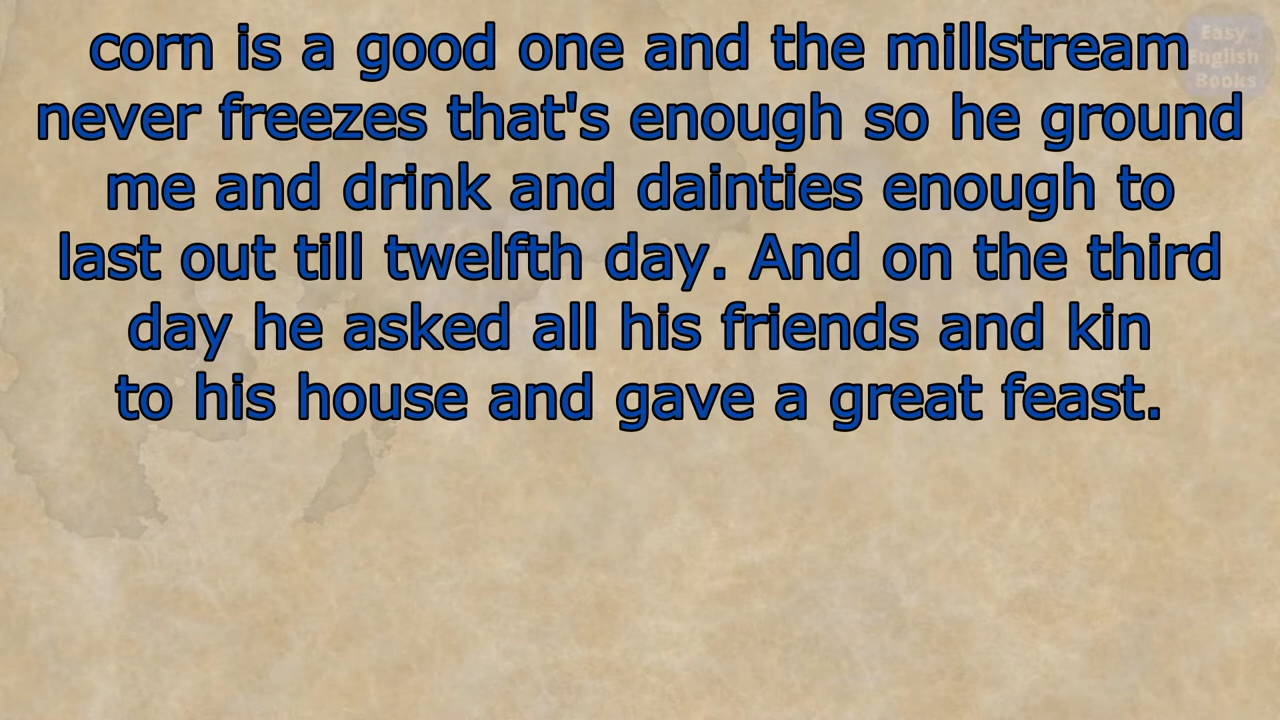 Easy
English
Books
corn is a good one and the millstream
never freezes that's enough so he ground
me and drink and dainties enough to
last out till twelfth day. And on the third
day he asked all his friends and kin
to his house and gave a great feast.